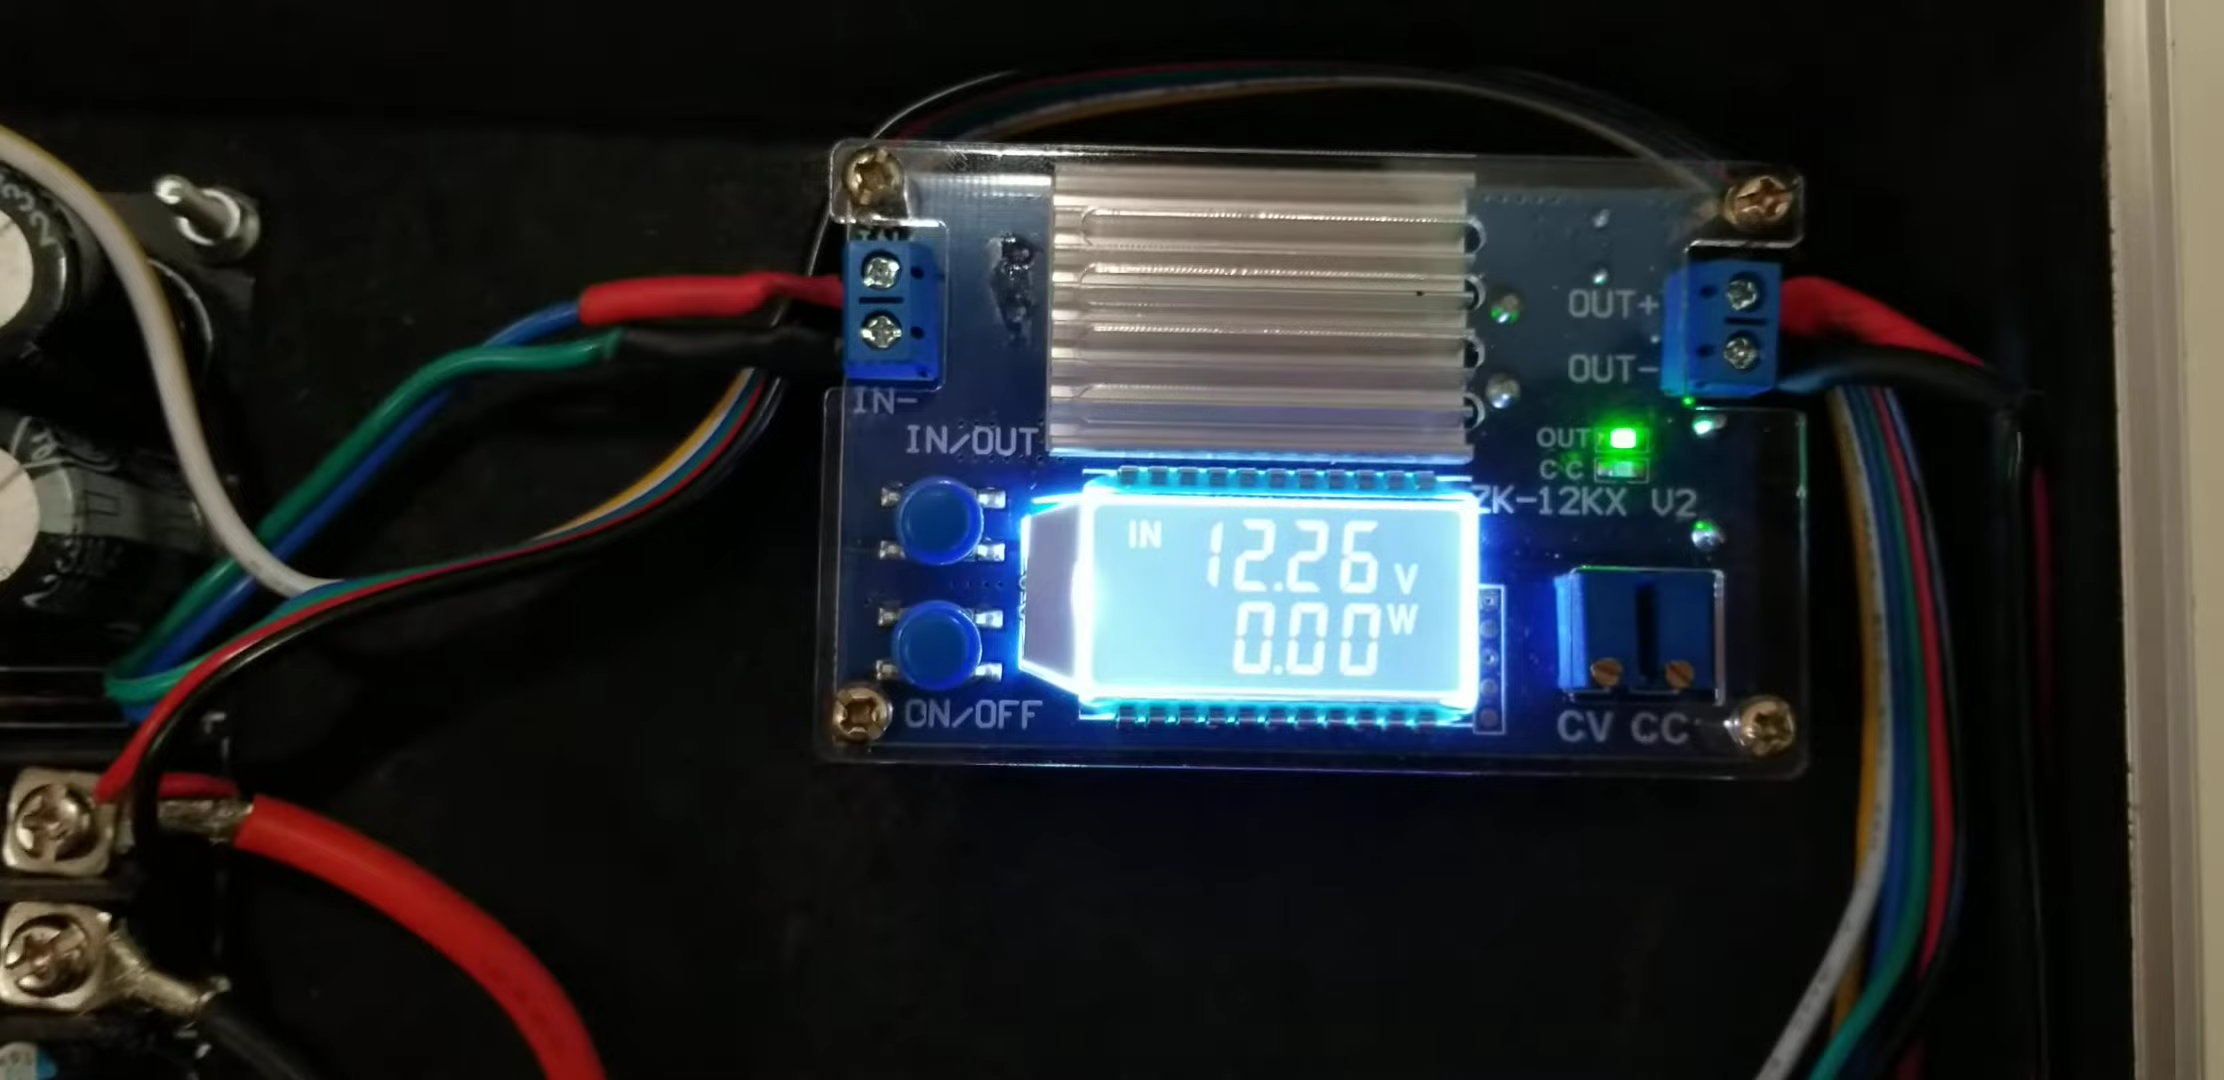 OUT+
OUT-
IN-
IN/OUT
OUT
CC
ZK-12KX V2
IN 12.26 V
0.00 W
ON/OFF
CV CC